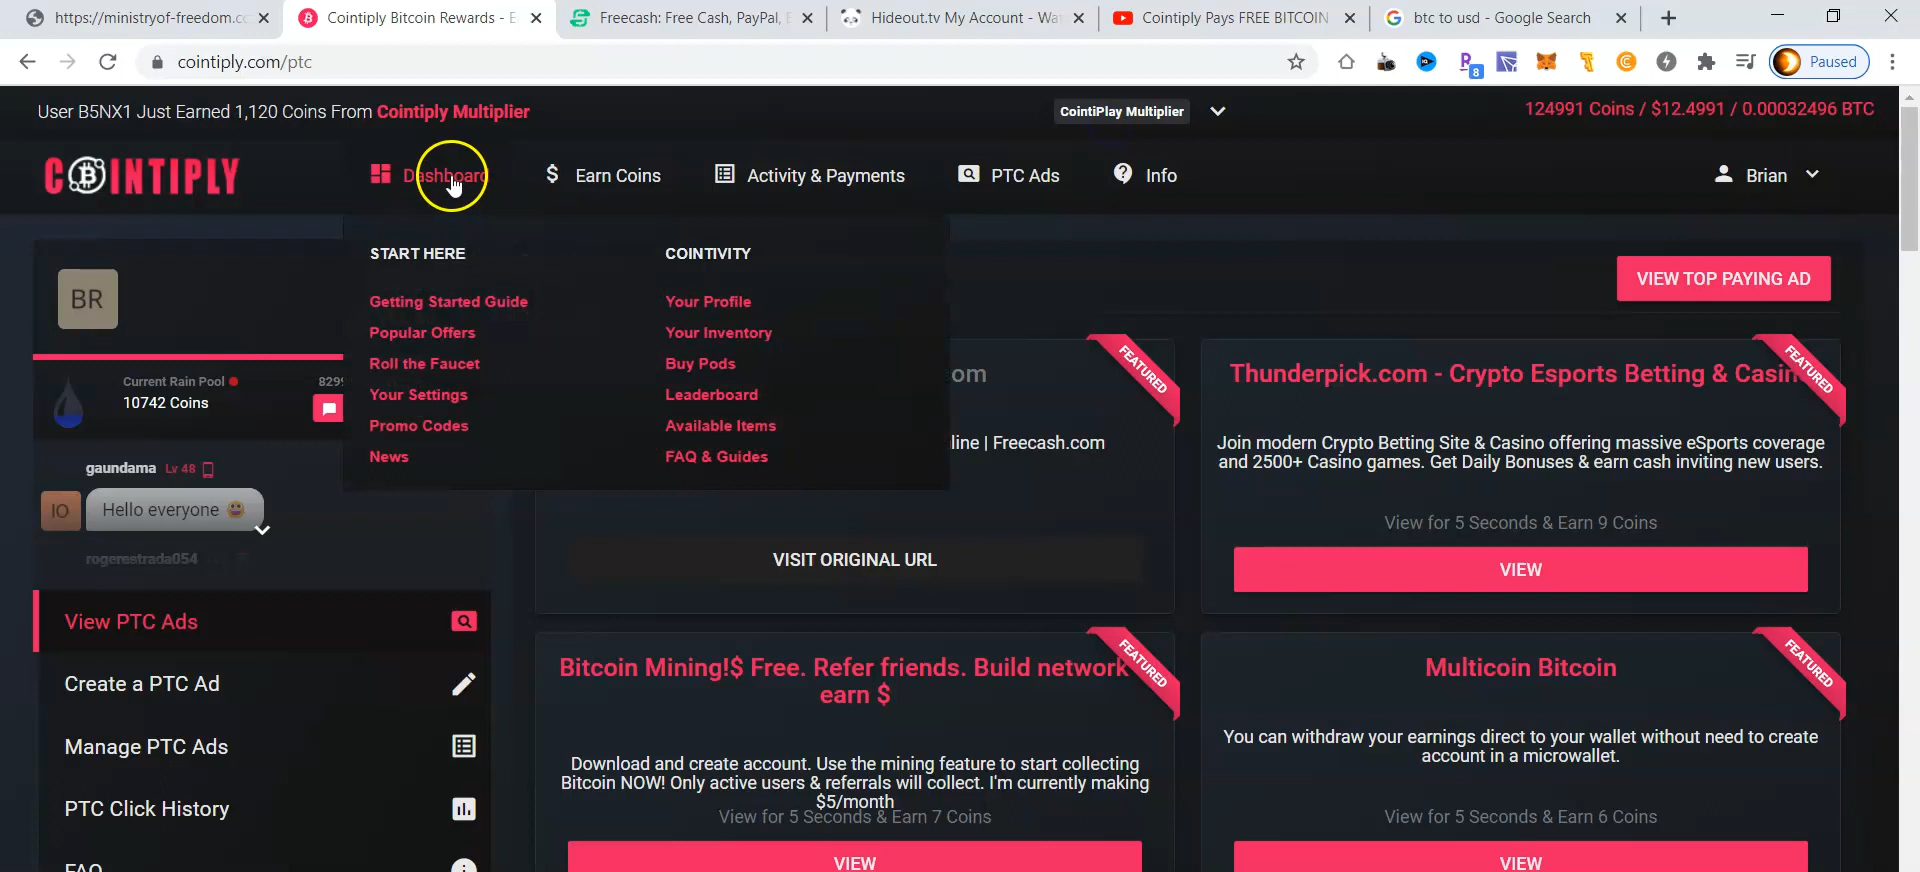 https://ministryof-freedom.c
Cointiply Bitcoin Rewards - E
Freecash: Free Cash, PayPal,
Hideout.tv My Account - Wa
Cointiply Pays FREE BITCOIN
btc to usd - Google Search
cointiply.com/ptc
8
Paused
User B5NX1 Just Earned 1,120 Coins From Cointiply Multiplier
CointiPlay Multiplier
124991 Coins / $12.4991 / 0.00032496 BTC
COINTIPLY
Dashboard
$ Earn Coins
Activity & Payments
PTC Ads
Info
Brian
START HERE
Getting Started Guide
Popular Offers
Roll the Faucet
Your Settings
Promo Codes
News
COINTIVITY
Your Profile
Your Inventory
Buy Pods
Leaderboard
Available Items
FAQ & Guides
BR
Current Rain Pool
10742 Coins
829
gaundama Lv 48
IO
Hello everyone 😀
rogerestrada054
View PTC Ads
Create a PTC Ad
Manage PTC Ads
PTC Click History
FAQ
VIEW TOP PAYING AD
om
FEATURED
line | Freecash.com
VISIT ORIGINAL URL
Thunderpick.com - Crypto Esports Betting & Casin
FEATURED
Join modern Crypto Betting Site & Casino offering massive eSports coverage
and 2500+ Casino games. Get Daily Bonuses & earn cash inviting new users.
View for 5 Seconds & Earn 9 Coins
VIEW
Bitcoin Mining!$ Free. Refer friends. Build network
earn $
FEATURED
Download and create account. Use the mining feature to start collecting
Bitcoin NOW! Only active users & referrals will collect. I'm currently making
$5/month
View for 5 Seconds & Earn 7 Coins
VIEW
Multicoin Bitcoin
FEATURED
You can withdraw your earnings direct to your wallet without need to create
account in a microwallet.
View for 5 Seconds & Earn 6 Coins
VIEW